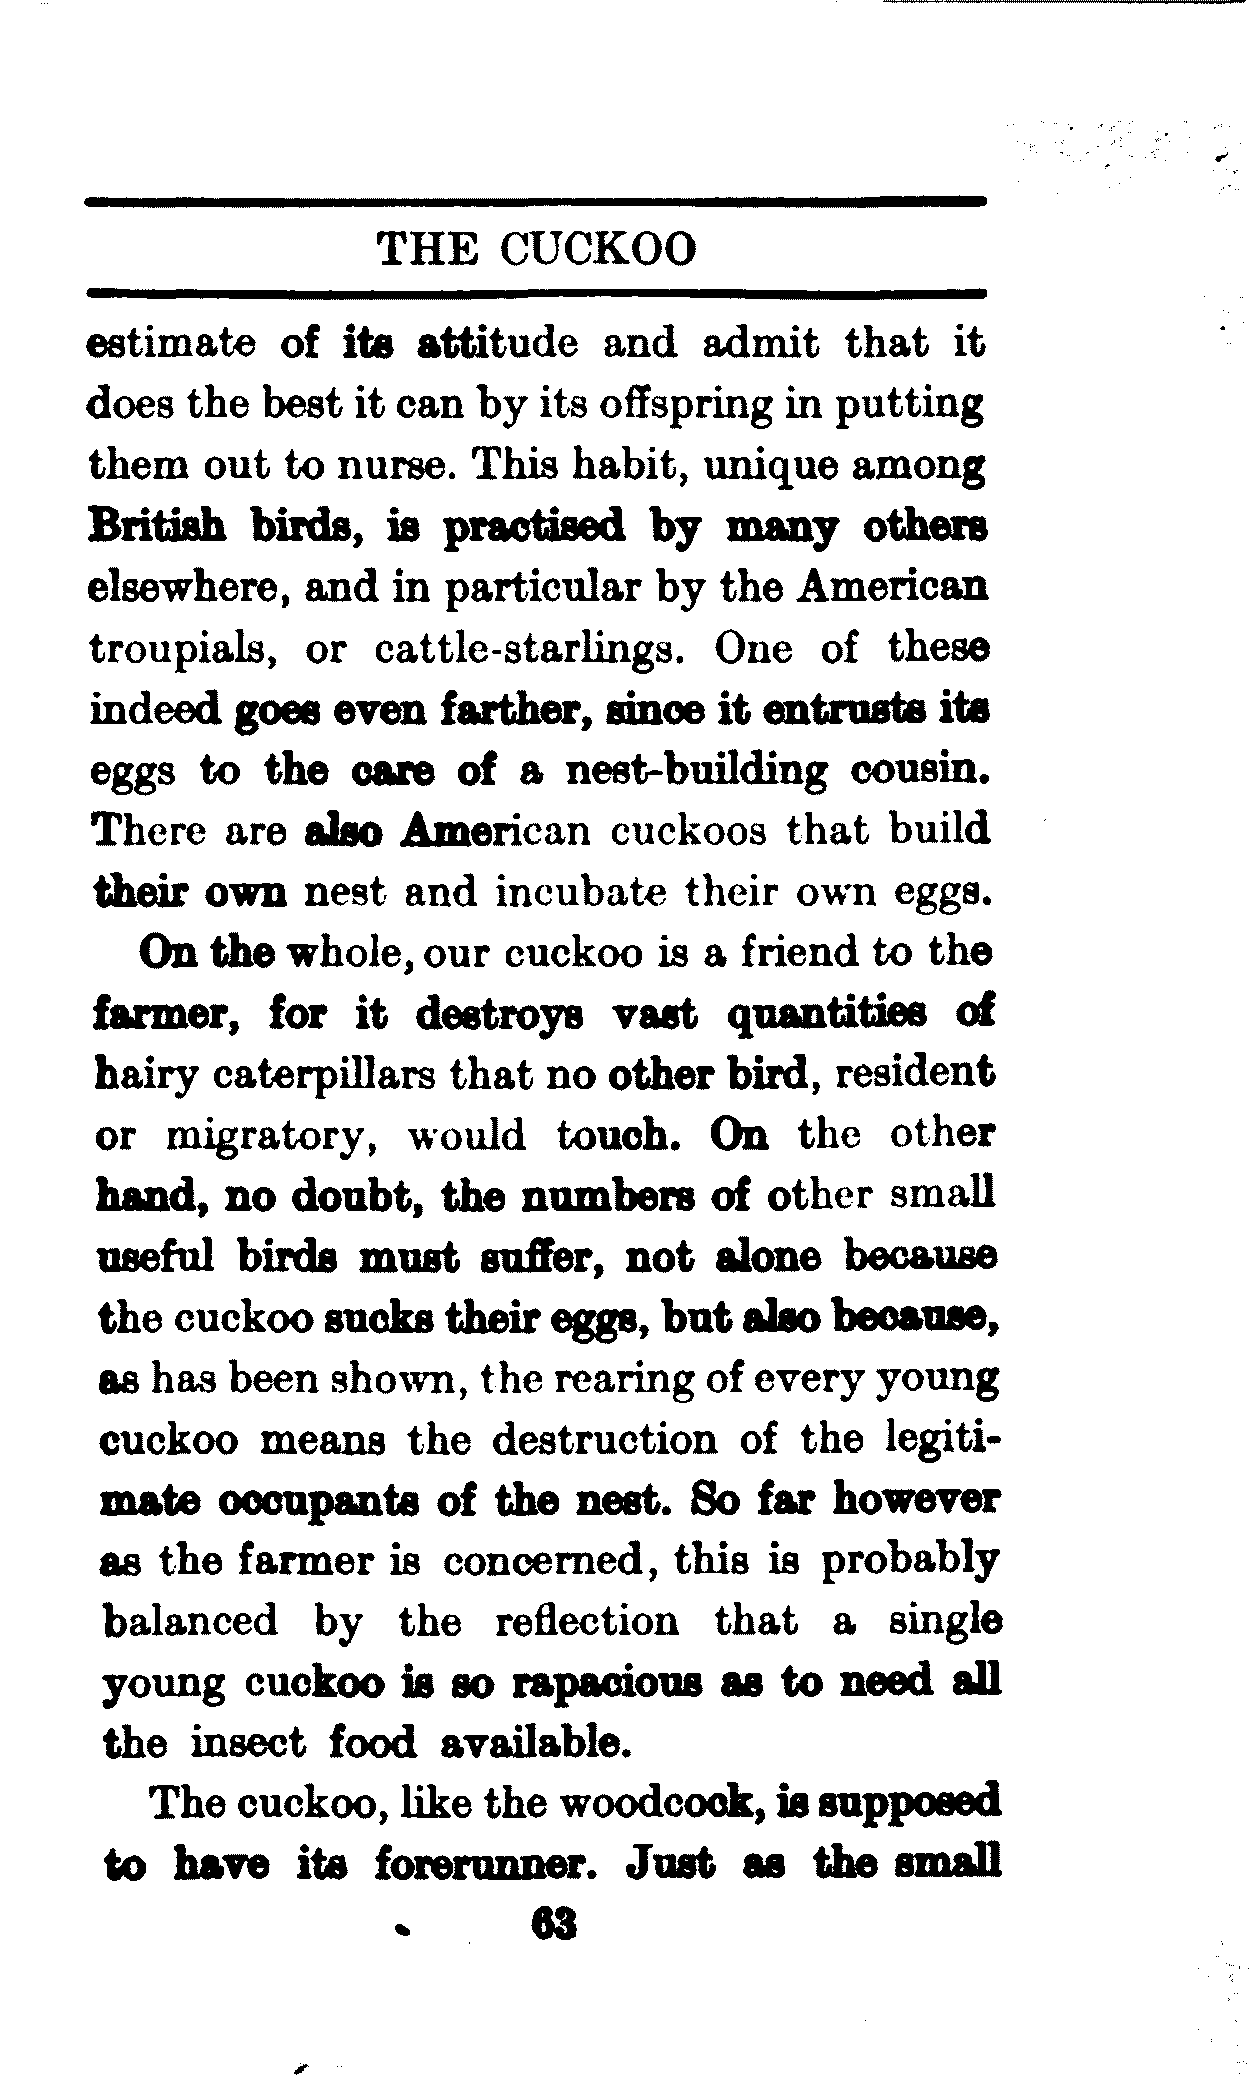 THE CUCKOO
estimate of its attitude and admit that it
does the best it can by its offspring in putting
them out to nurse. This habit, unique among
British birds, is practised by many others
elsewhere, and in particular by the American
troupials, or cattle-starlings. One of these
indeed goes even farther, since it entrusts its
eggs to the care of a nest-building cousin.
There are also American cuckoos that build
their own nest and incubate their own eggs.
On the whole, our cuckoo is a friend to the
farmer, for it destroys vast quantities of
hairy caterpillars that no other bird, resident
or migratory, would touch. On the other
hand, no doubt, the numbers of other small
useful birds must suffer, not alone because
the cuckoo sucks their eggs, but also because,
as has been shown, the rearing of every young
cuckoo means the destruction of the legiti-
mate occupants of the nest. So far however
as the farmer is concerned, this is probably
balanced by the reflection that a single
young cuckoo is so rapacious as to need all
the insect food available.
The cuckoo, like the woodcock, is supposed
to have its forerunner. Just as the small
63